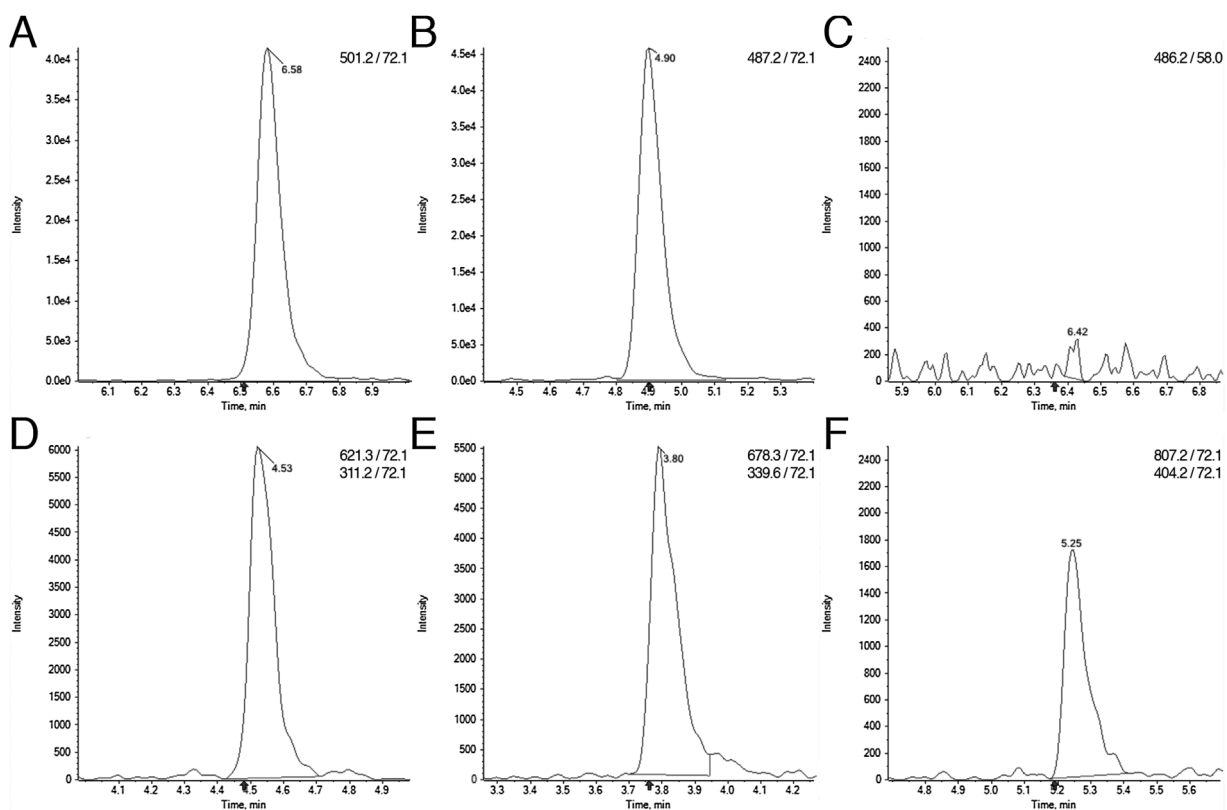 A
501.2 / 72.1
4.0e4
3.5e4
3.0e4
2.5e4
2.0e4
1.5e4
1.0e4
5.0e3
0.0e0
6.58
Intensity
6.1 6.2 6.3 6.4 6.5 6.6 6.7 6.8 6.9
Time, min
B
487.2 / 72.1
4.5e4
4.0e4
3.5e4
3.0e4
2.5e4
2.0e4
1.5e4
1.0e4
5.0e3
0.0e0
4.90
Intensity
4.5 4.6 4.7 4.8 4.9 5.0 5.1 5.2 5.3
Time, min
C
486.2 / 58.0
2400
2200
2000
1800
1600
1400
1200
1000
800
600
400
200
0
6.42
Intensity
5.9 6.0 6.1 6.2 6.3 6.4 6.5 6.6 6.7 6.8
Time, min
D
621.3 / 72.1
311.2 / 72.1
6000
5500
5000
4500
4000
3500
3000
2500
2000
1500
1000
500
0
4.53
Intensity
4.1 4.2 4.3 4.4 4.5 4.6 4.7 4.8 4.9
Time, min
E
678.3 / 72.1
339.6 / 72.1
5500
5000
4500
4000
3500
3000
2500
2000
1500
1000
500
0
3.80
Intensity
3.3 3.4 3.5 3.6 3.7 3.8 3.9 4.0 4.1 4.2
Time, min
F
807.2 / 72.1
404.2 / 72.1
2400
2200
2000
1800
1600
1400
1200
1000
800
600
400
200
0
5.25
Intensity
4.8 4.9 5.0 5.1 5.2 5.3 5.4 5.5 5.6
Time, min